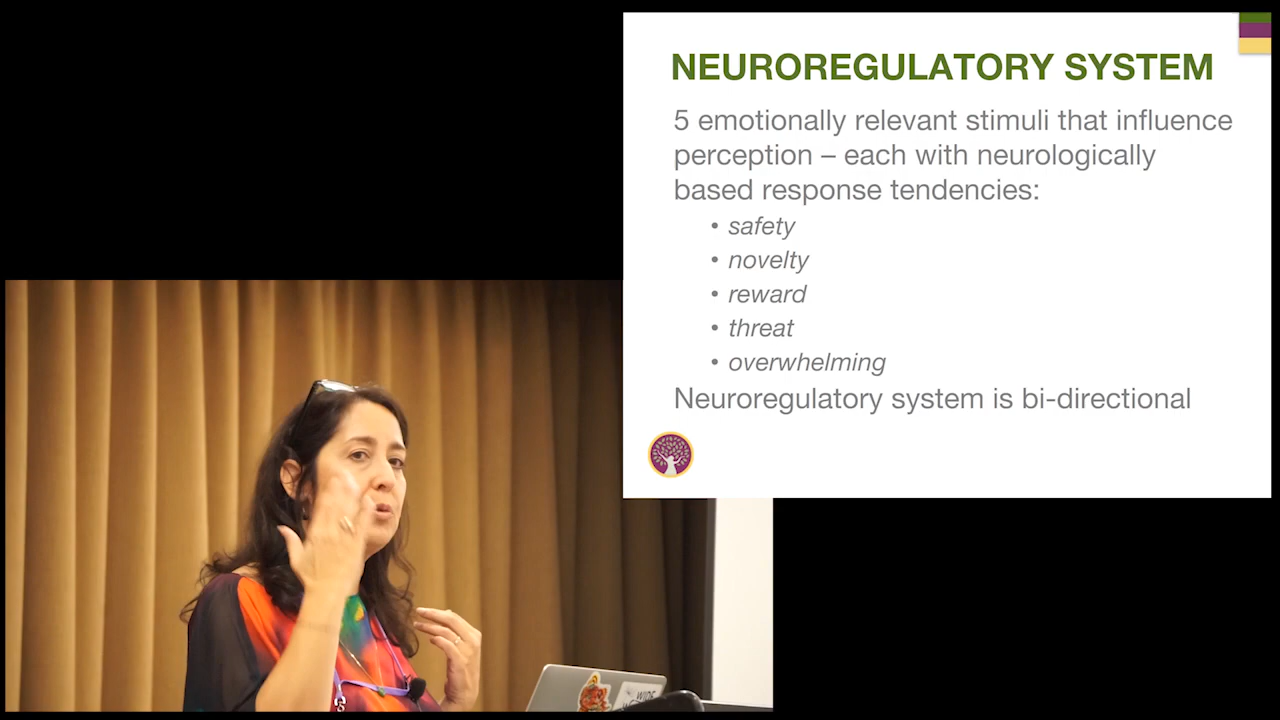 NEUROREGULATORY SYSTEM
5 emotionally relevant stimuli that influence
perception – each with neurologically
based response tendencies:
• safety
• novelty
• reward
• threat
• overwhelming
Neuroregulatory system is bi-directional
WIDE